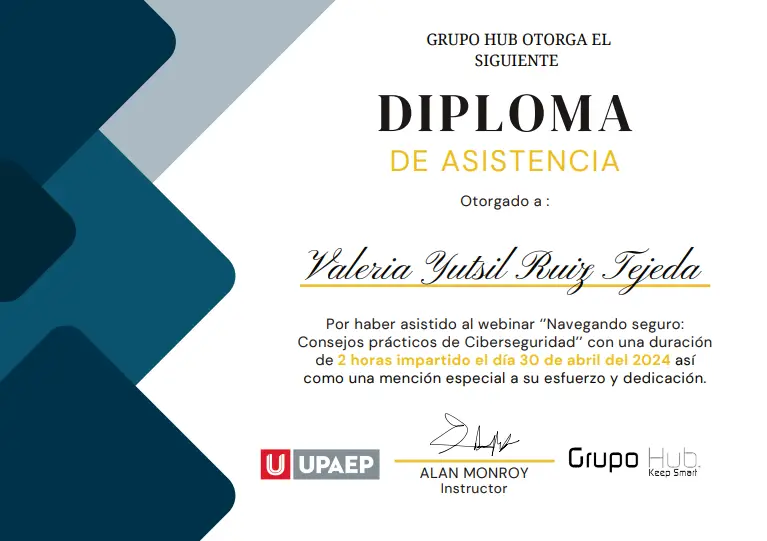 GRUPO HUB OTORGA EL
SIGUIENTE
DIPLOMA
DE ASISTENCIA
Otorgado a :
Valeria Yutsil Ruiz Tejeda
Por haber asistido al webinar ‘’Navegando seguro:
Consejos prácticos de Ciberseguridad’’ con una duración
de 2 horas impartido el día 30 de abril del 2024 así
como una mención especial a su esfuerzo y dedicación.
U UPAEP
ALAN MONROY
Instructor
Grupo Hub.
Keep Smart